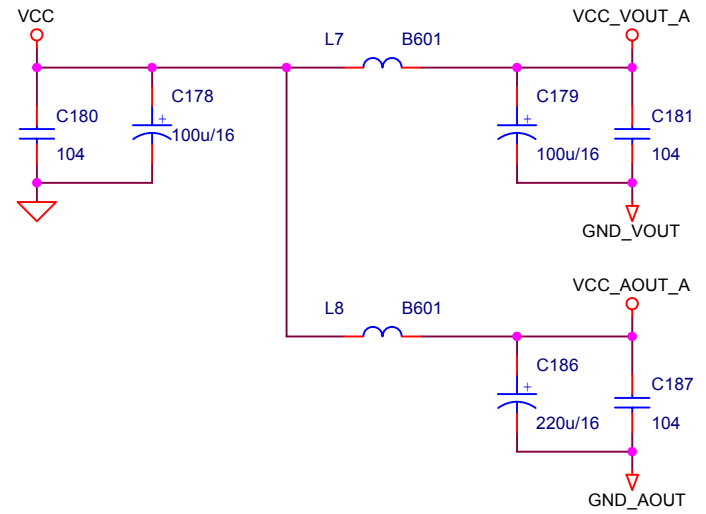 VCC
VCC_VOUT_A
L7
B601
C180
104
C178
+
100u/16
C179
+
100u/16
C181
104
GND_VOUT
VCC_AOUT_A
L8
B601
C186
+
220u/16
C187
104
GND_AOUT